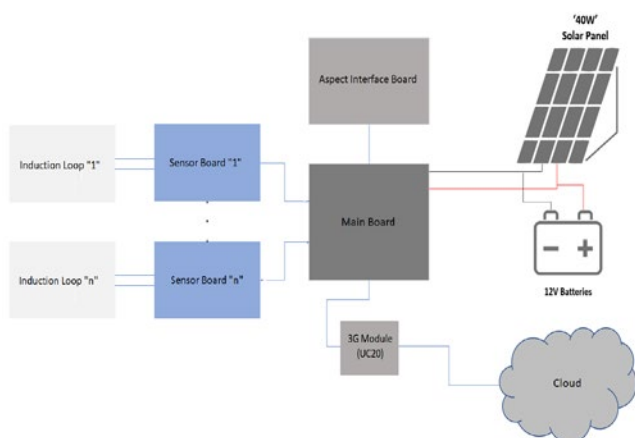 '40W'
Solar Panel
Aspect Interface Board
Induction Loop "1"
Sensor Board "1"
Main Board
Induction Loop "n"
Sensor Board "n"
12V Batteries
3G Module
(UC20)
Cloud